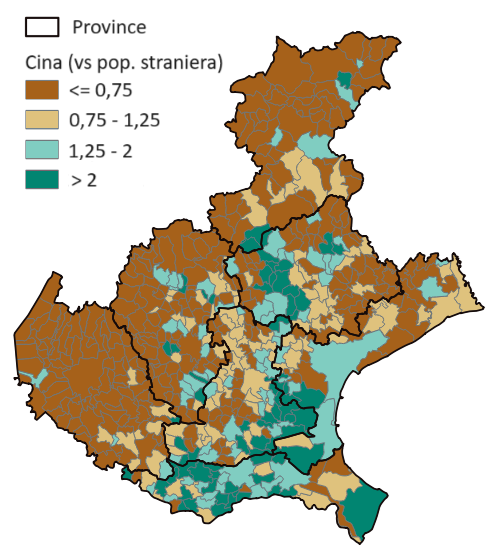 Province
Cina (vs pop. straniera)
<= 0,75
0,75 - 1,25
1,25 - 2
> 2